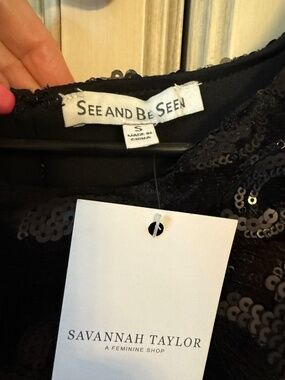 SEE AND BE SEEN
S
MADE IN
CHINA
SAVANNAH TAYLOR
A FEMININE SHOP